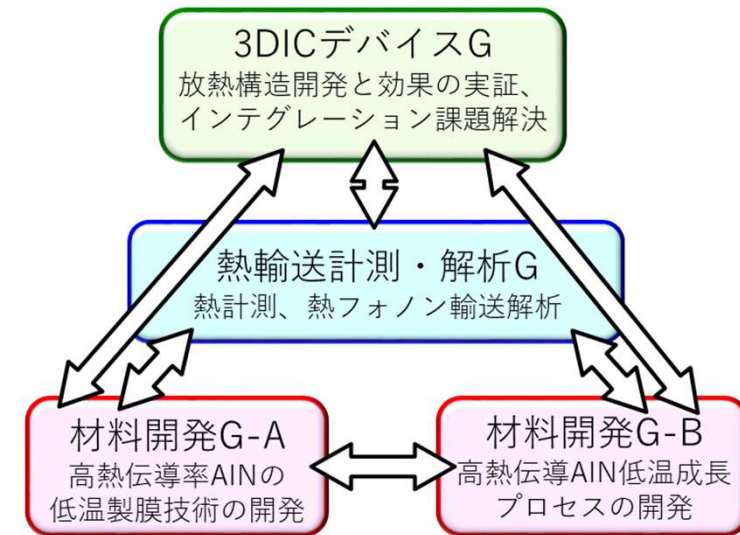 3DICデバイスG
放熱構造開発と効果の実証、
インテグレーション課題解決
熱輸送計測・解析G
熱計測、熱フォノン輸送解析
材料開発G-A
高熱伝導率AlNの
低温製膜技術の開発
材料開発G-B
高熱伝導AlN低温成長
プロセスの開発